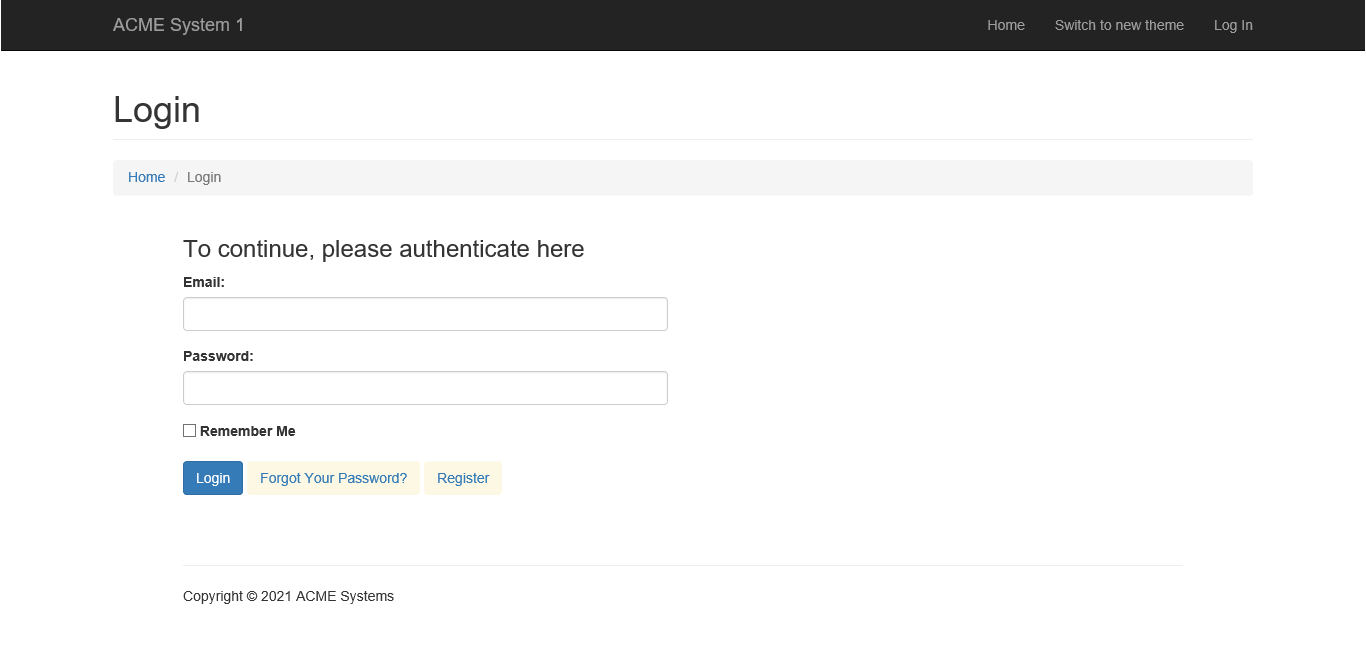 ACME System 1 Home Switch to new theme Log In
Login
Home / Login
To continue, please authenticate here
Email:
Password:
Remember Me
Login Forgot Your Password? Register
Copyright © 2021 ACME Systems